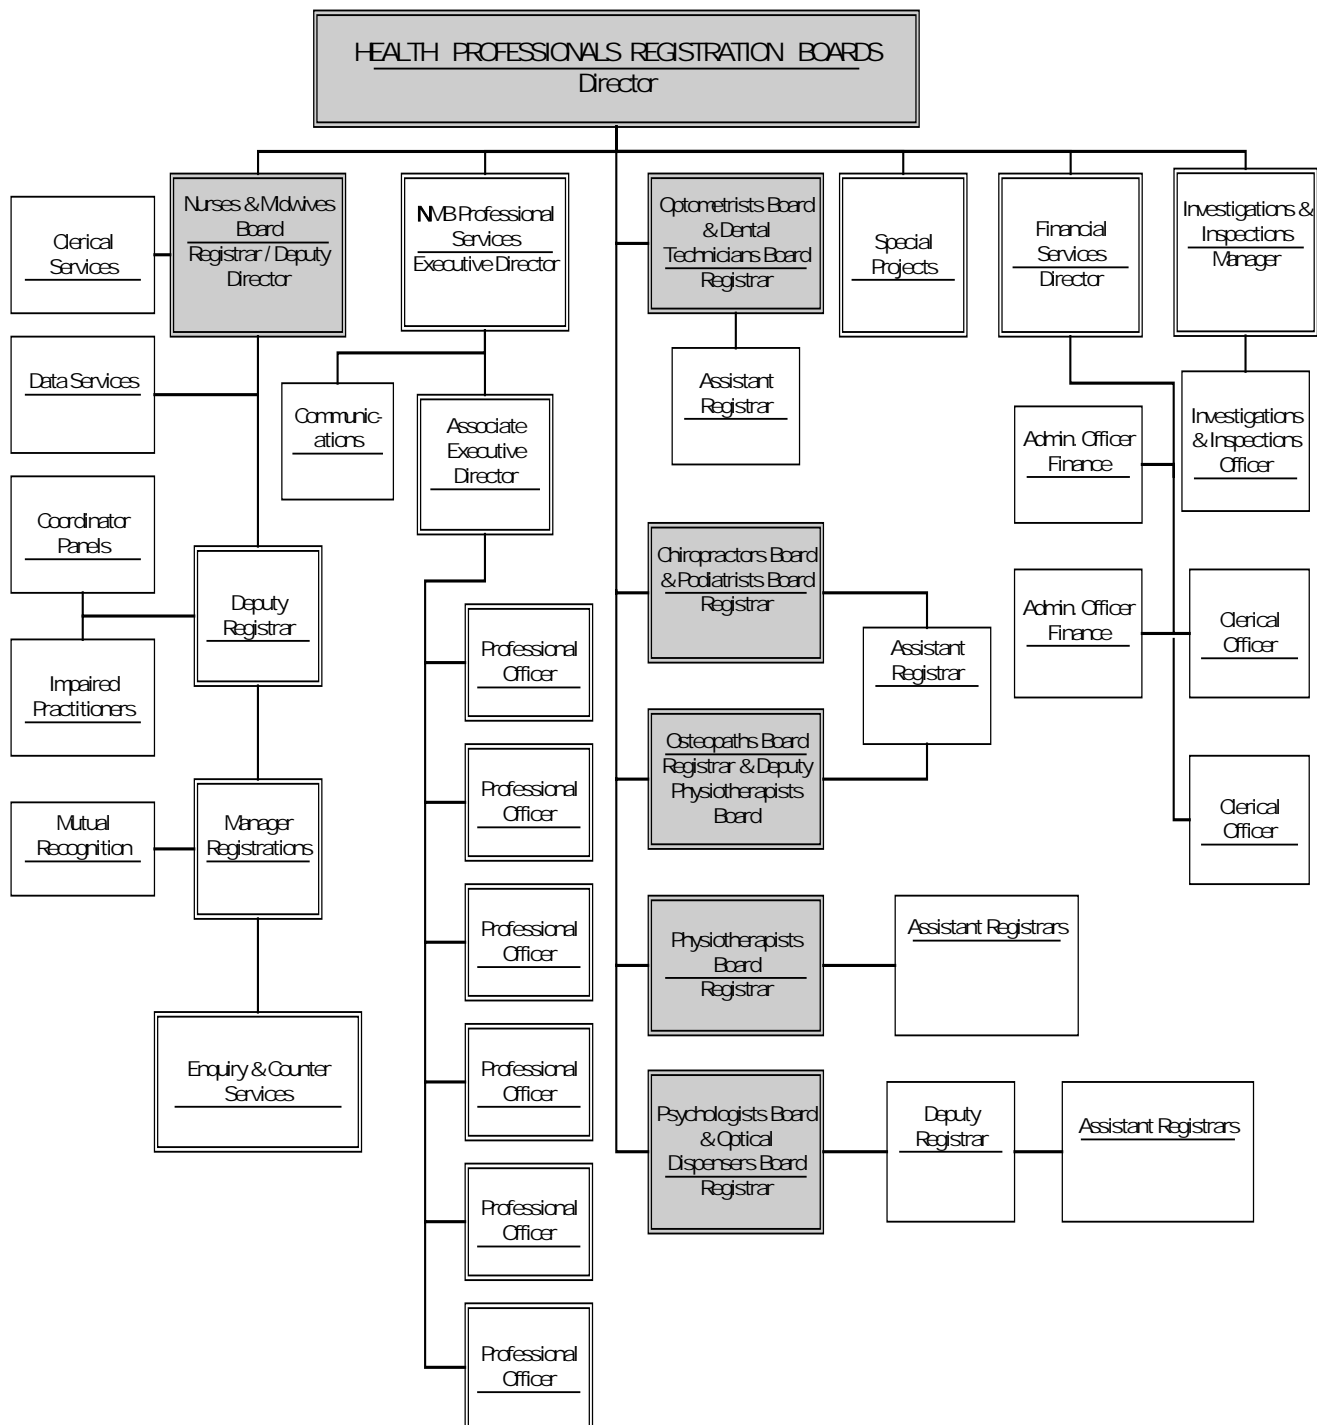 HEALTH PROFESSIONALS REGISTRATION BOARDS
Director
Clerical
Services
Nurses & Midwives
Board
Registrar / Deputy
Director
NMB Professional
Services
Executive Director
Optometrists Board
& Dental
Technicians Board
Registrar
Special
Projects
Financial
Services
Director
Investigations &
Inspections
Manager
Data Services
Communic-
ations
Associate
Executive
Director
Assistant
Registrar
Admin. Officer
Finance
Investigations
& Inspections
Officer
Coordinator
Panels
Deputy
Registrar
Impaired
Practitioners
Chiropractors Board
& Podiatrists Board
Registrar
Assistant
Registrar
Admin. Officer
Finance
Clerical
Officer
Professional
Officer
Osteopaths Board
Registrar & Deputy
Physiotherapists
Board
Clerical
Officer
Mutual
Recognition
Manager
Registrations
Professional
Officer
Professional
Officer
Physiotherapists
Board
Registrar
Assistant Registrars
Enquiry & Counter
Services
Professional
Officer
Psychologists Board
& Optical
Dispensers Board
Registrar
Deputy
Registrar
Assistant Registrars
Professional
Officer
Professional
Officer